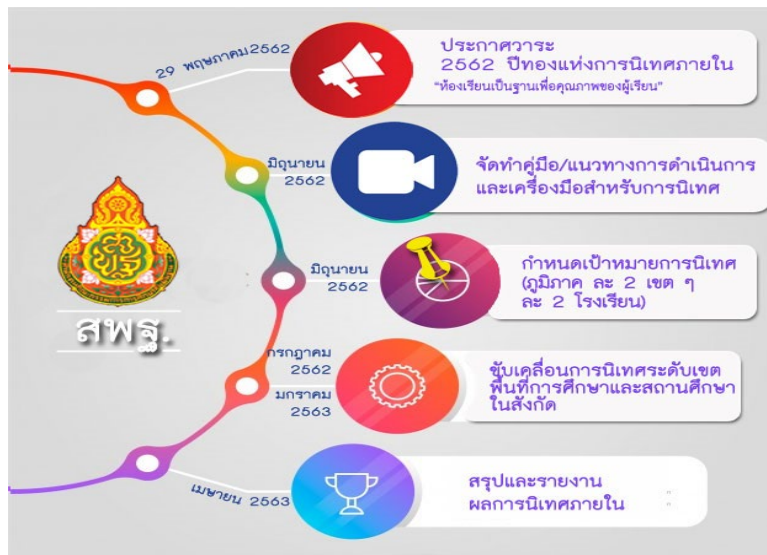 29 พฤษภาคม2562
ประกาศวาระ
2562 ปีทองแห่งการนิเทศภายใน
"ห้องเรียนเป็นฐานเพื่อคุณภาพของผู้เรียน"
มิถุนายน
2562
จัดทำคู่มือ/แนวทางการดำเนินการ
และเครื่องมือสำหรับการนิเทศ
มิถุนายน
2562
กำหนดเป้าหมายการนิเทศ
(ภูมิภาค ละ 2 เขต ๆ
ละ 2 โรงเรียน)
สพฐ.
กรกฎาคม
2562
มกราคม
2563
ขับเคลื่อนการนิเทศระดับเขต
พื้นที่การศึกษาและสถานศึกษา
ในสังกัด
เมษายน 2563
สรุปและรายงาน
ผลการนิเทศภายใน